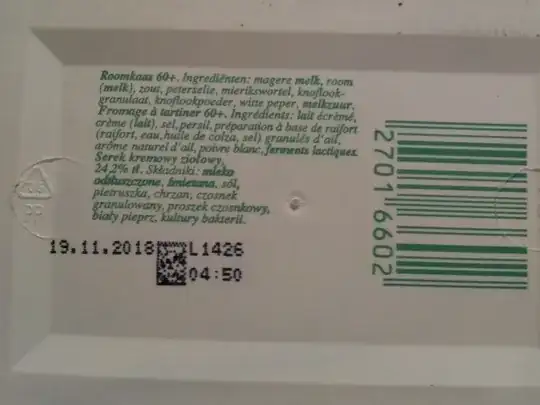 Roomkaas 60+. Ingrediënten: magere melk, room
(melk), zout, peterselie, mierikswortel, knoflook-
granulaat, knoflookpoeder, witte peper, melkzuur.
Fromage à tartiner 60+. Ingrédients: lait écrémé,
crème (lait), sel, persil, préparation à base de raifort
(raifort, eau, huile de colza, sel) granulés d'ail,
arôme naturel d'ail, poivre blanc, ferments lactiques.
Serek kremowy ziołowy,
24,2% tł. Składniki: mleko
odtłuszczone, śmietana, sól,
pietruszka, chrzan, czosnek
granulowany, proszek czosnkowy,
biały pieprz, kultury bakterii.
19.11.2018 L1426
04:50
2701 6602